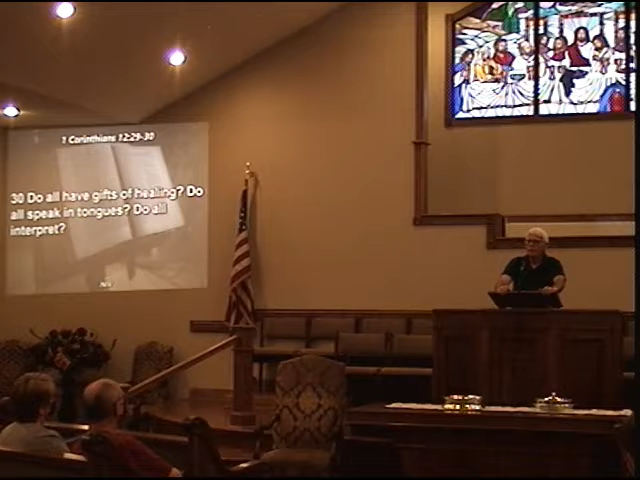 1 Corinthians 12:29-30
30 Do all have gifts of healing? Do
all speak in tongues? Do all
interpret?